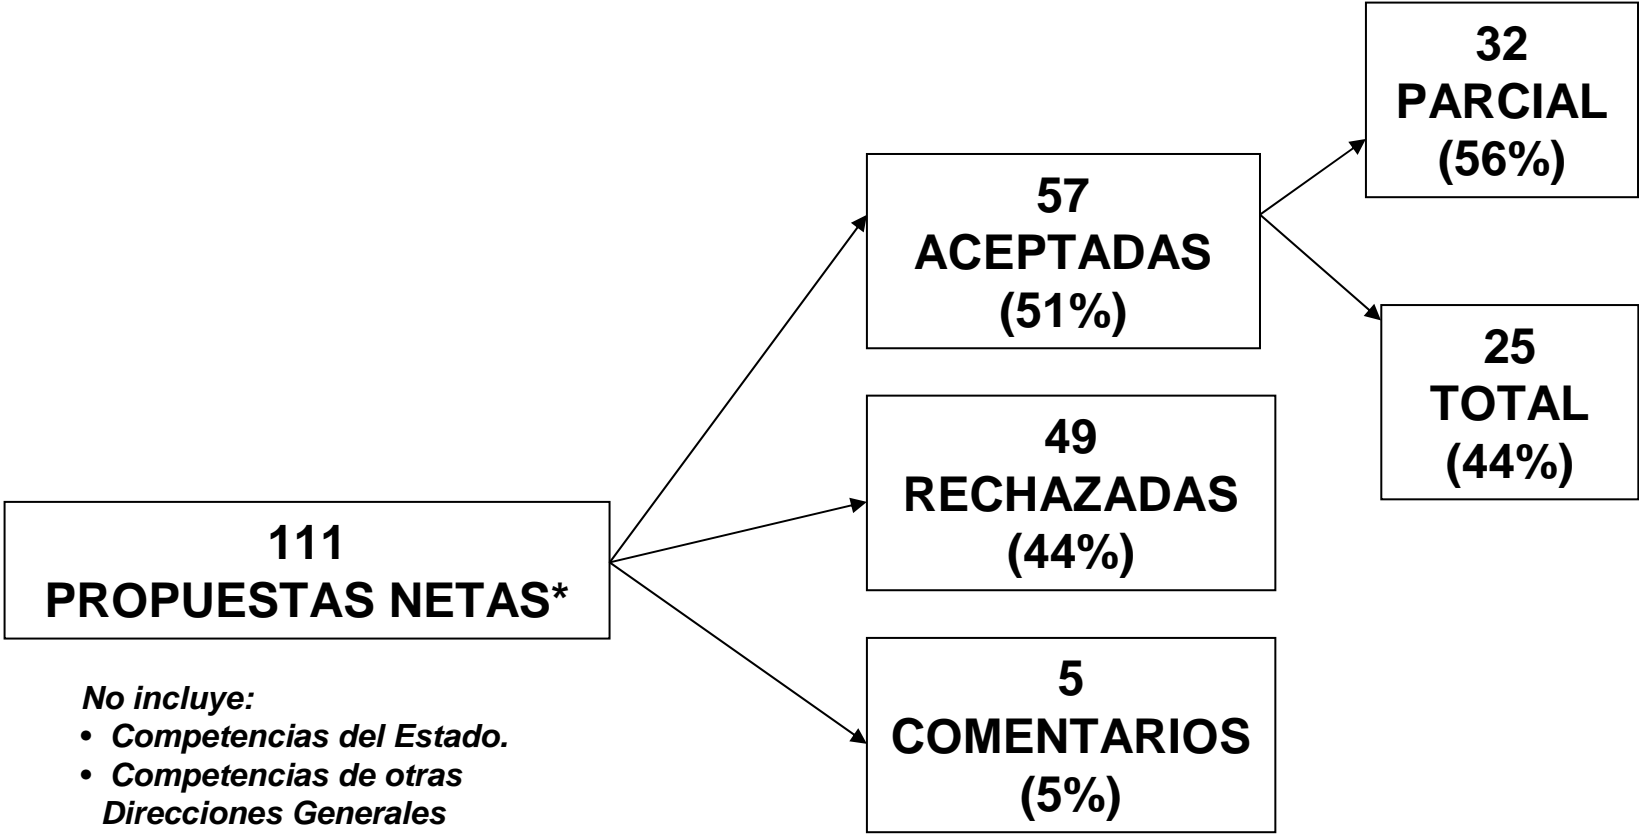 32
PARCIAL
(56%)
57
ACEPTADAS
(51%)
25
TOTAL
(44%)
49
RECHAZADAS
(44%)
111
PROPUESTAS NETAS*
5
COMENTARIOS
(5%)
No incluye:
• Competencias del Estado.
• Competencias de otras
Direcciones Generales